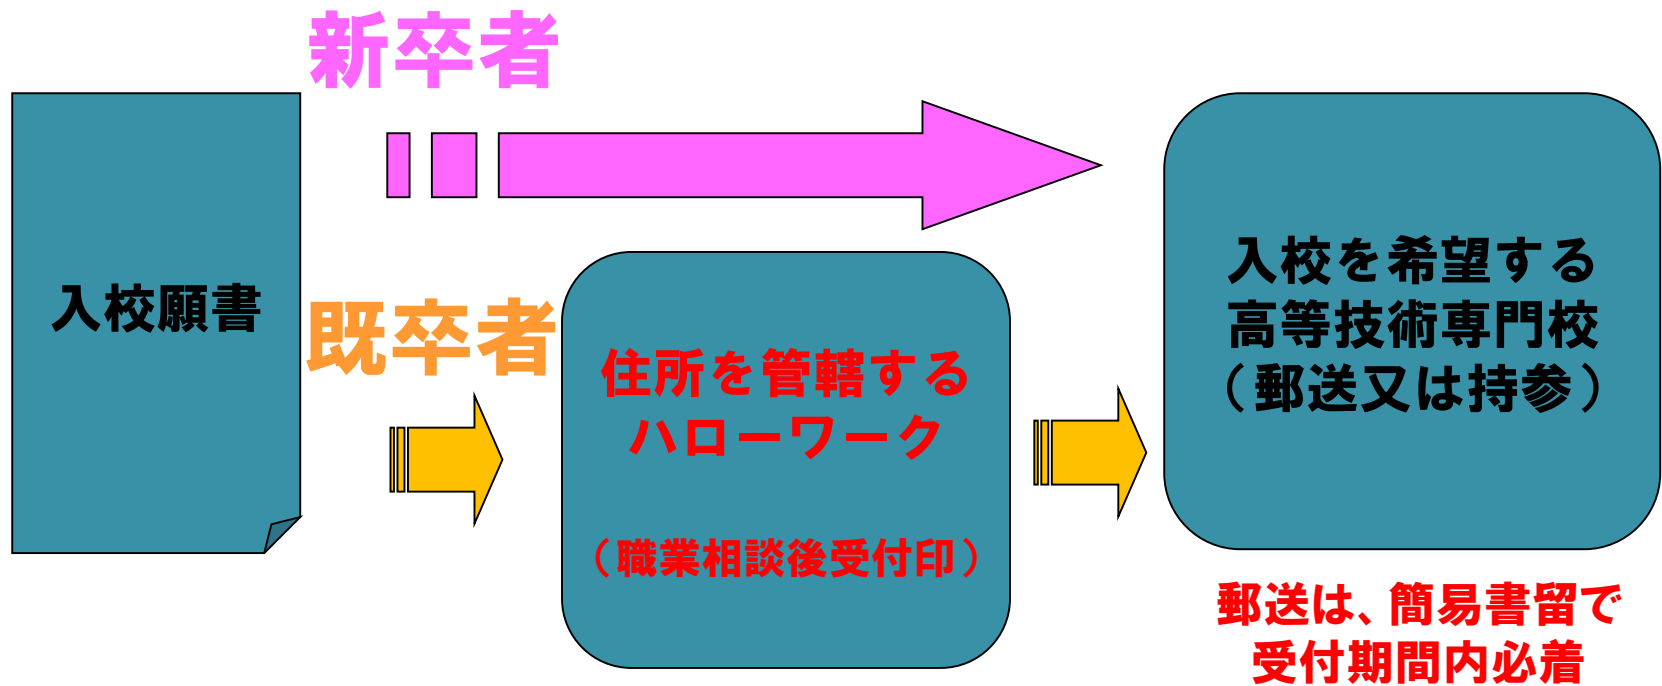 新卒者
入校願書
既卒者
住所を管轄する
ハローワーク
（職業相談後受付印）
入校を希望する
高等技術専門校
（郵送又は持参）
郵送は、簡易書留で
受付期間内必着